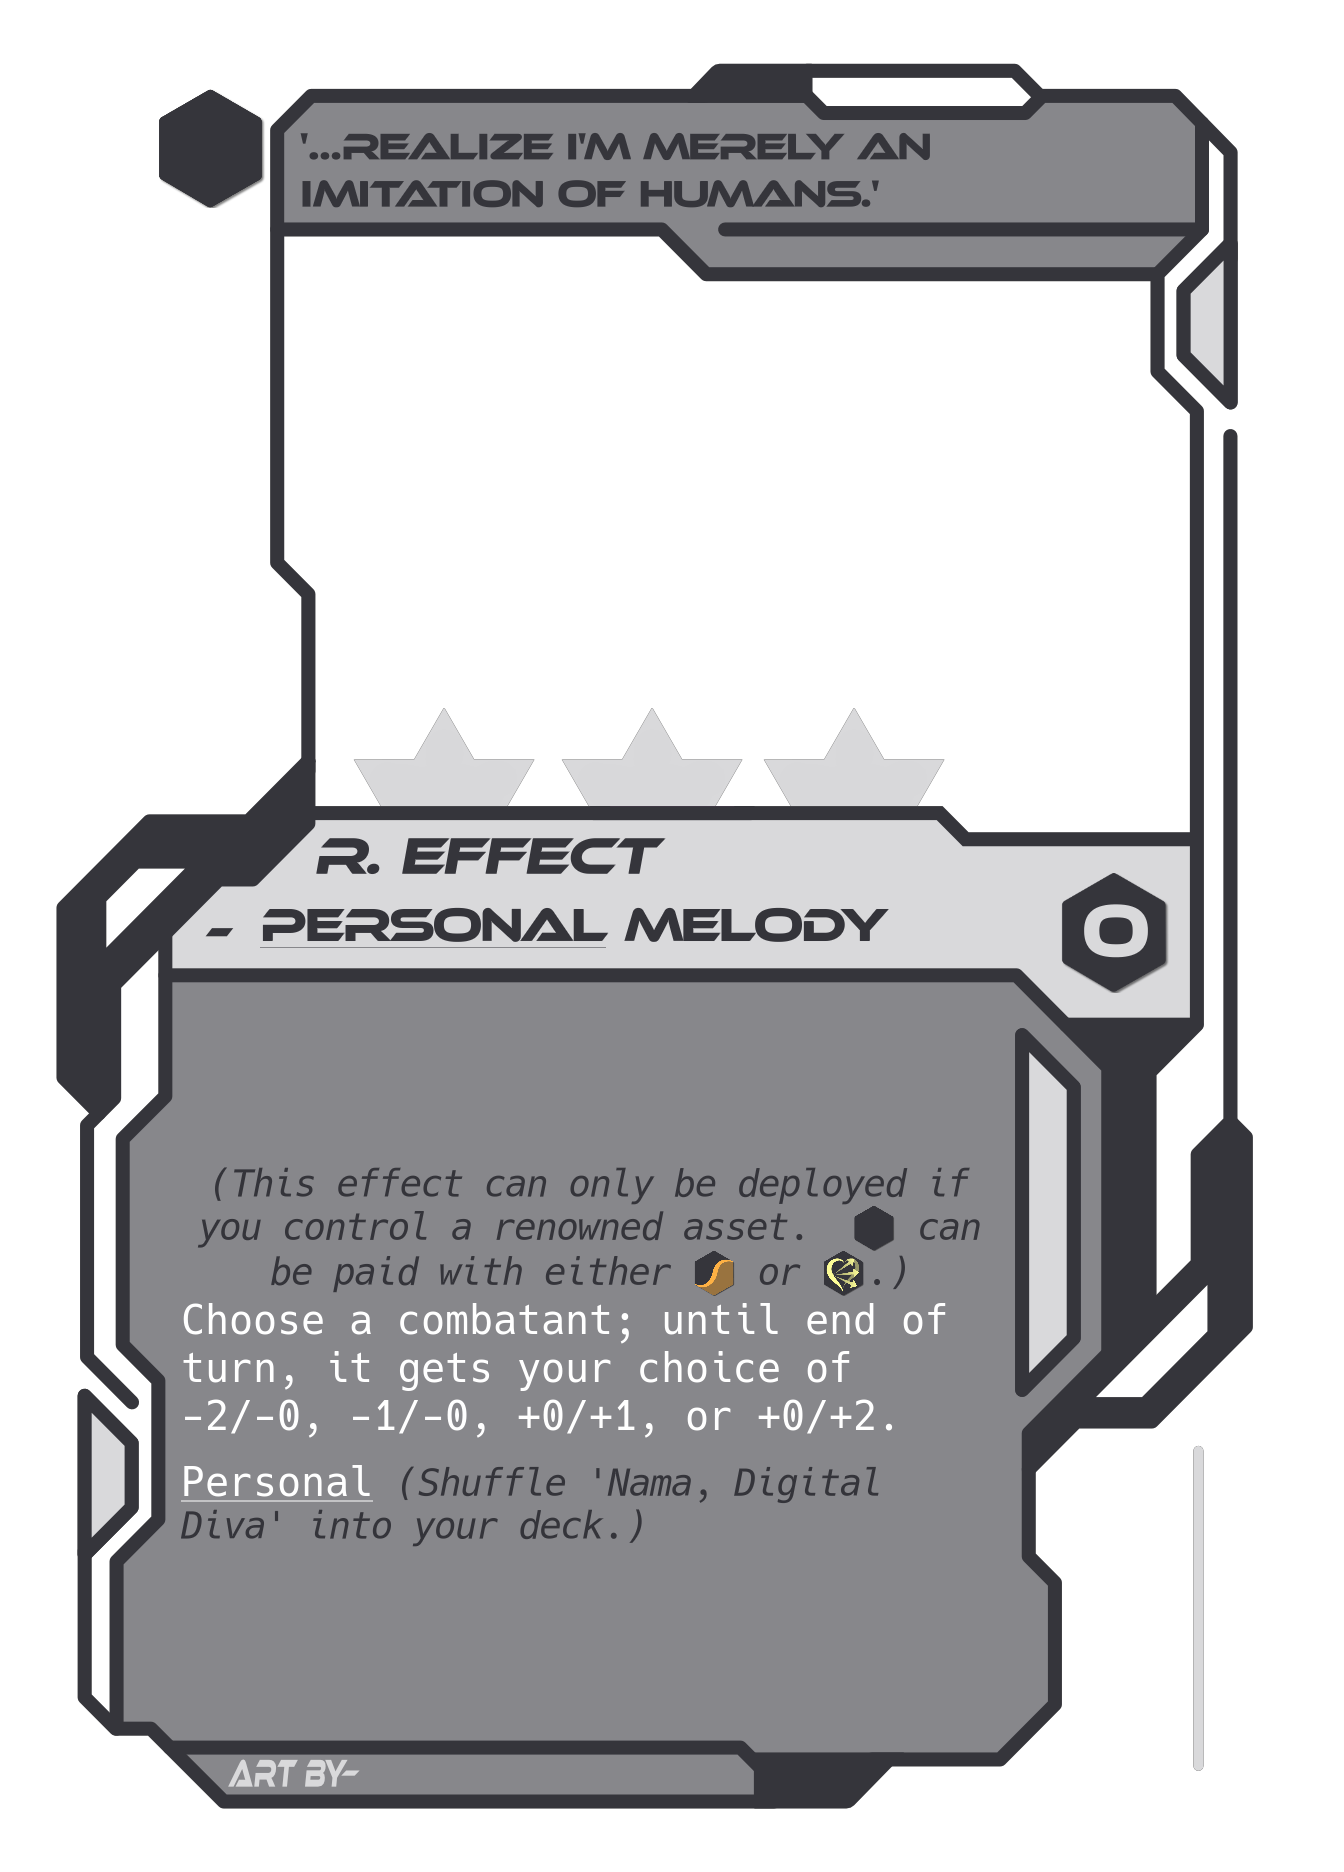 '...REALIZE I'M MERELY AN
IMITATION OF HUMANS.'
R. EFFECT
- PERSONAL MELODY
0
(This effect can only be deployed if
you control a renowned asset. can
be paid with either or .)
Choose a combatant; until end of
turn, it gets your choice of
-2/-0, -1/-0, +0/+1, or +0/+2.
Personal (Shuffle 'Nama, Digital
Diva' into your deck.)
ART BY-